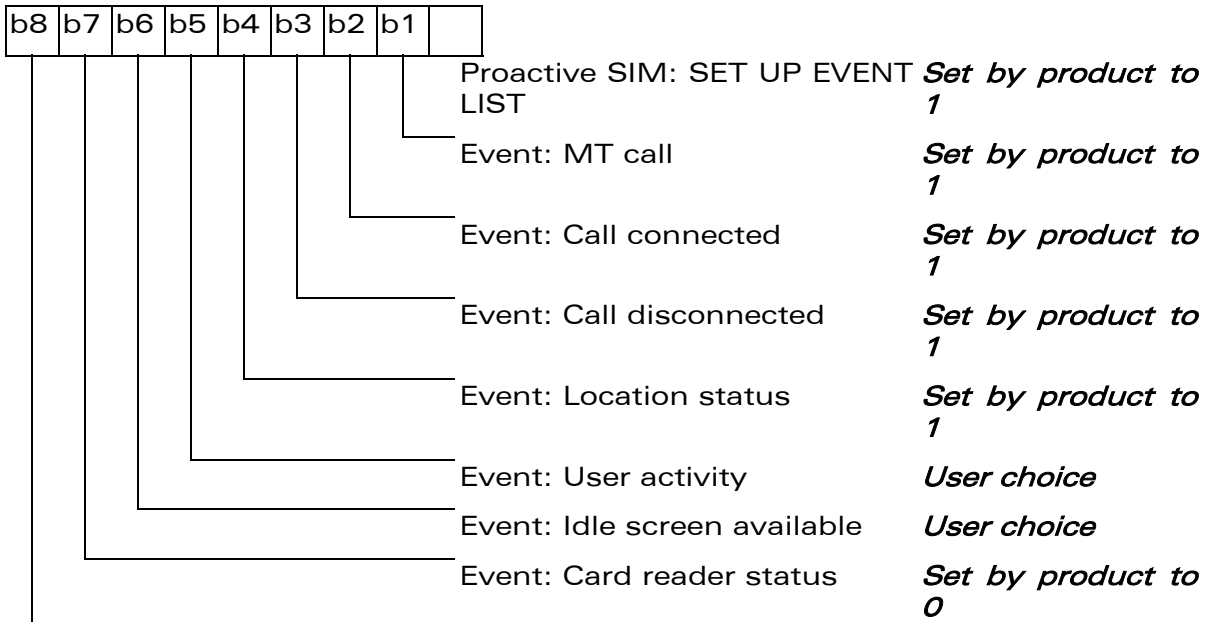 b8 b7 b6 b5 b4 b3 b2 b1
Proactive SIM: SET UP EVENT Set by product to
LIST 1
Event: MT call Set by product to
1
Event: Call connected Set by product to
1
Event: Call disconnected Set by product to
1
Event: Location status Set by product to
1
Event: User activity User choice
Event: Idle screen available User choice
Event: Card reader status Set by product to
0